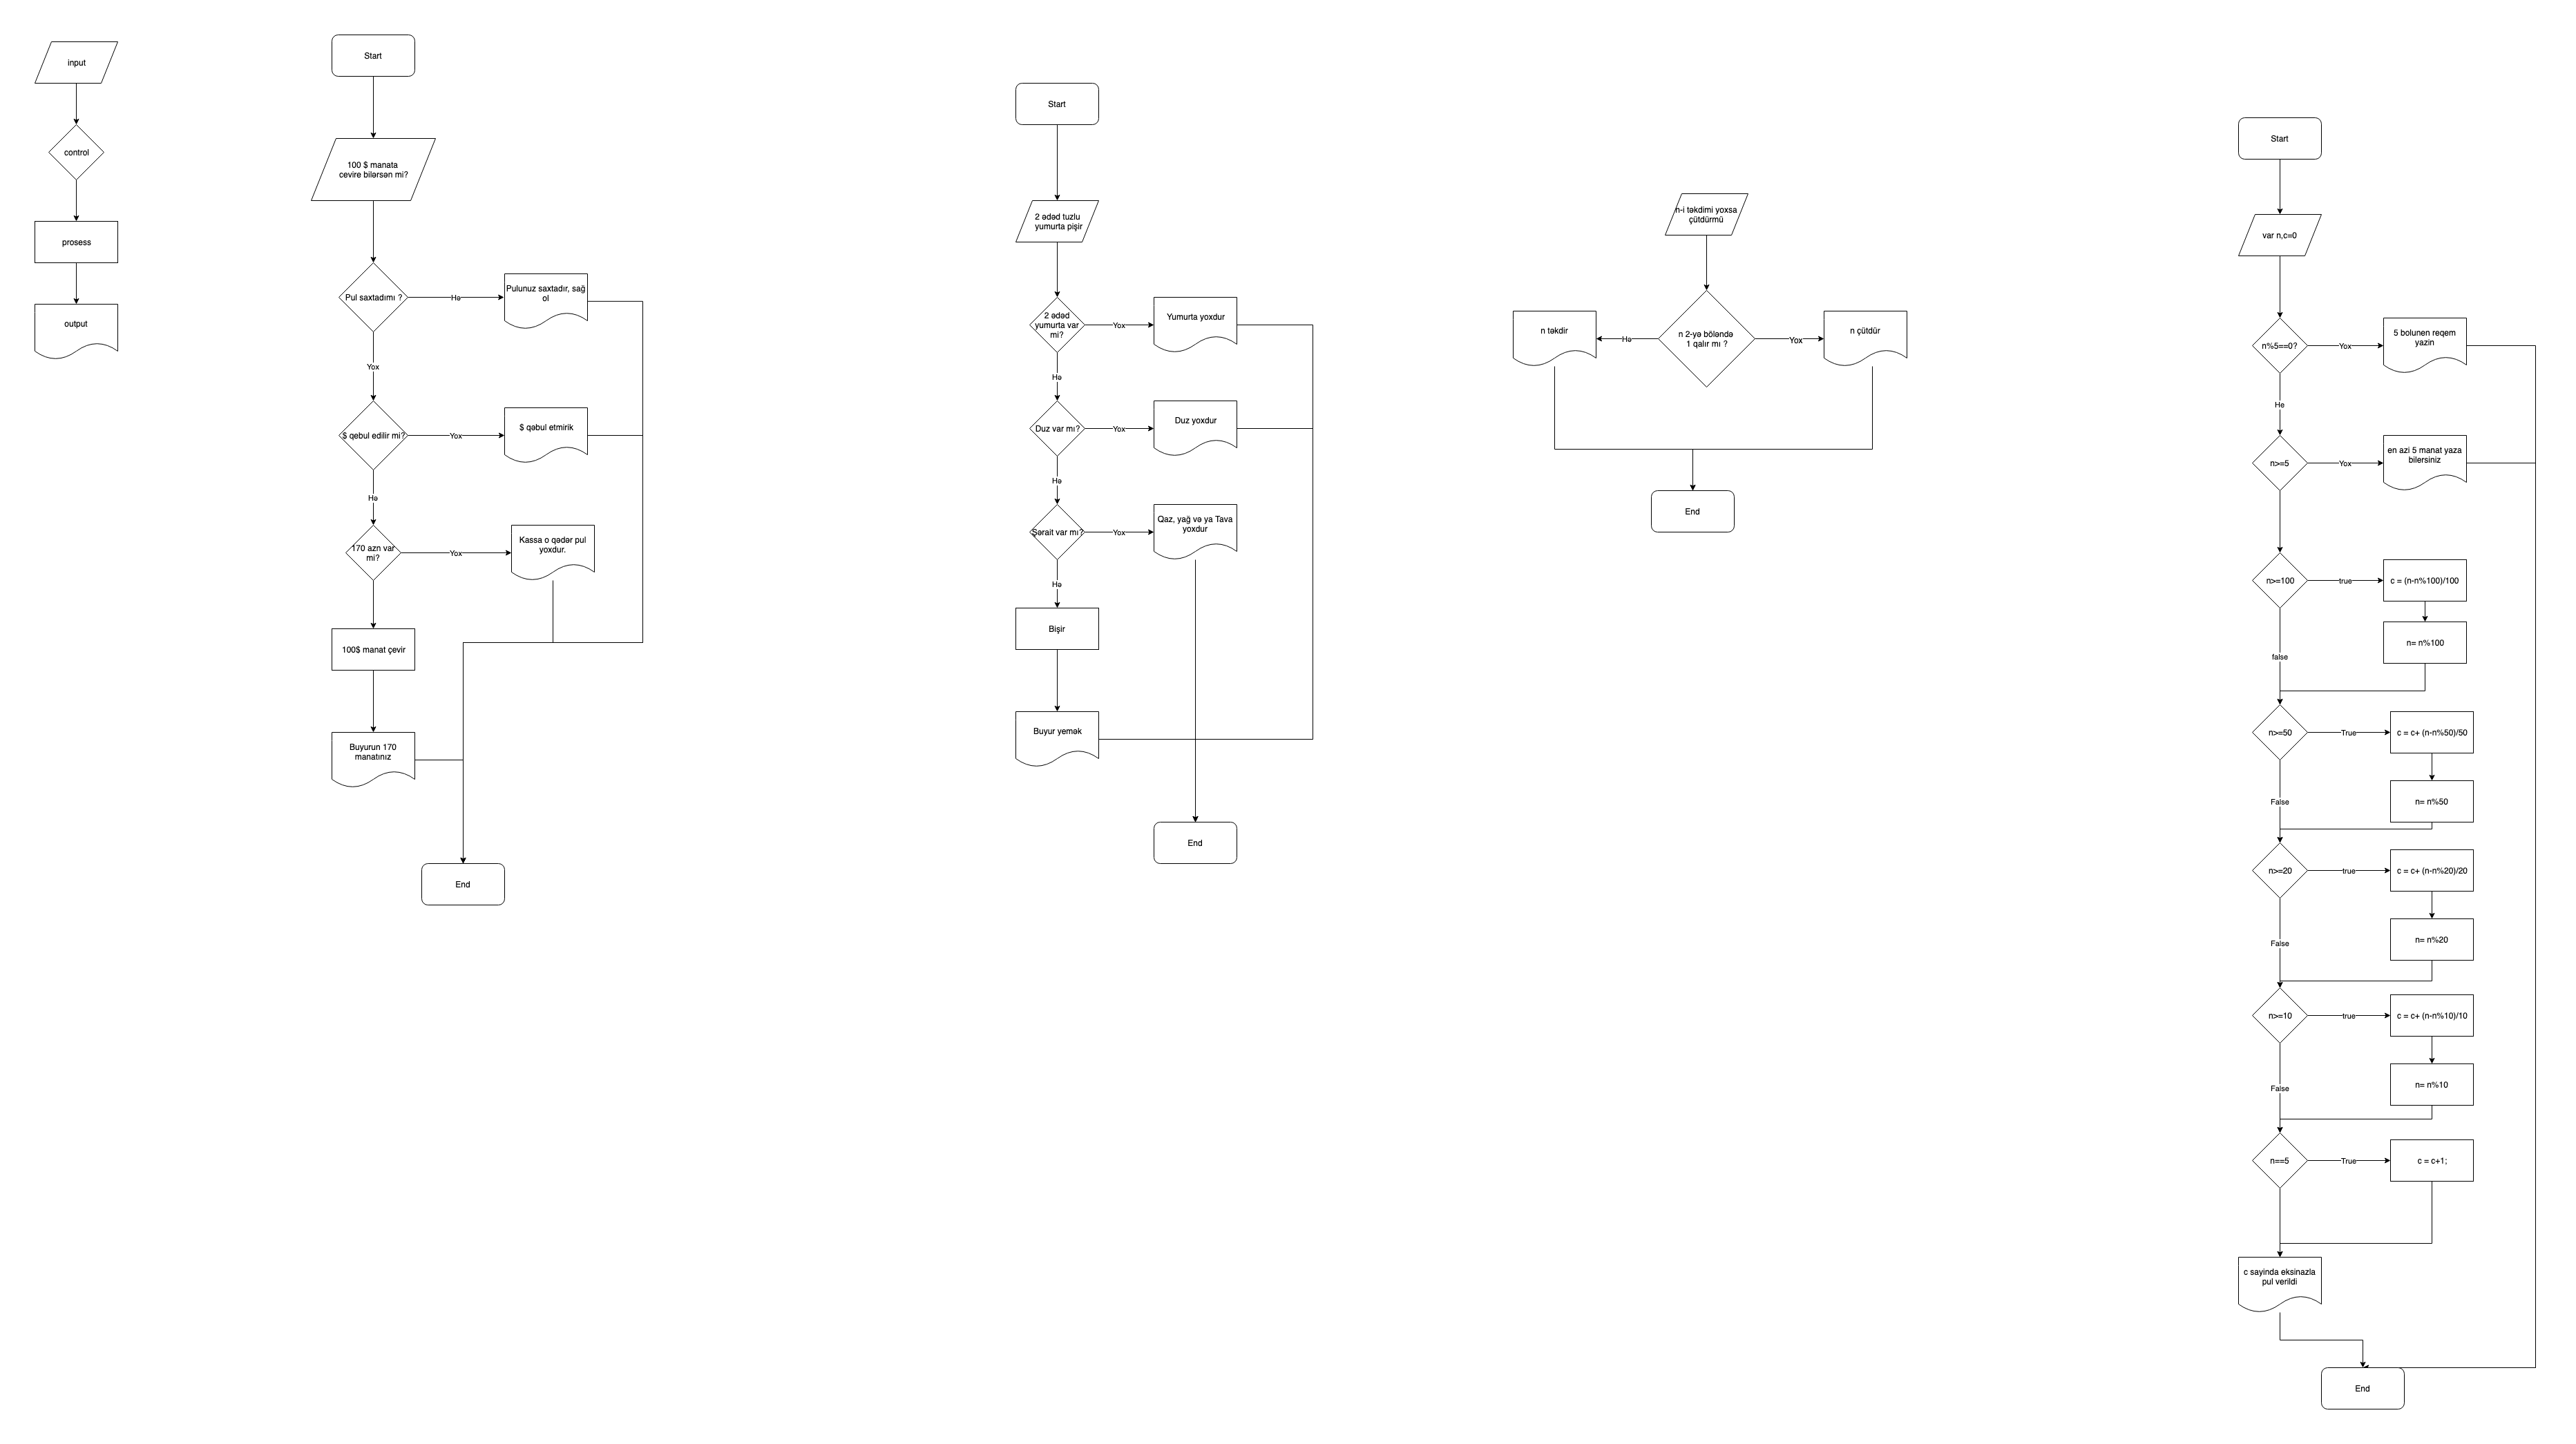 input
control
prosess
output
Start
100 $ manata
cevire bilərsən mi?
Pul saxtadımı ?
Hə
Pulunuz saxtadır, sağ
ol
Yox
$ qebul edilir mi?
Yox
$ qəbul etmirik
Hə
170 azn var
mi?
Yox
Kassa o qədər pul
yoxdur.
100$ manat çevir
Buyurun 170
manatınız
End
Start
2 ədəd tuzlu
yumurta pişir
2 ədəd
yumurta var
mi?
Yox
Yumurta yoxdur
Hə
Duz var mı?
Yox
Duz yoxdur
Hə
Şərait var mı?
Yox
Qaz, yağ və ya Tava
yoxdur
Hə
Bişir
Buyur yemək
End
n-i təkdimi yoxsa
çütdürmü
n təkdir
Hə
n 2-yə böləndə
1 qalır mı ?
Yox
n çütdür
End
Start
var n,c=0
n%5==0?
Yox
5 bolunen reqem
yazin
He
n>=5
Yox
en azi 5 manat yaza
bilersiniz
n>=100
true
c = (n-n%100)/100
n= n%100
false
n>=50
True
c = c+ (n-n%50)/50
n= n%50
False
n>=20
true
c = c+ (n-n%20)/20
n= n%20
False
n>=10
true
c = c+ (n-n%10)/10
n= n%10
False
n==5
True
c = c+1;
c sayinda eksinazla
pul verildi
End